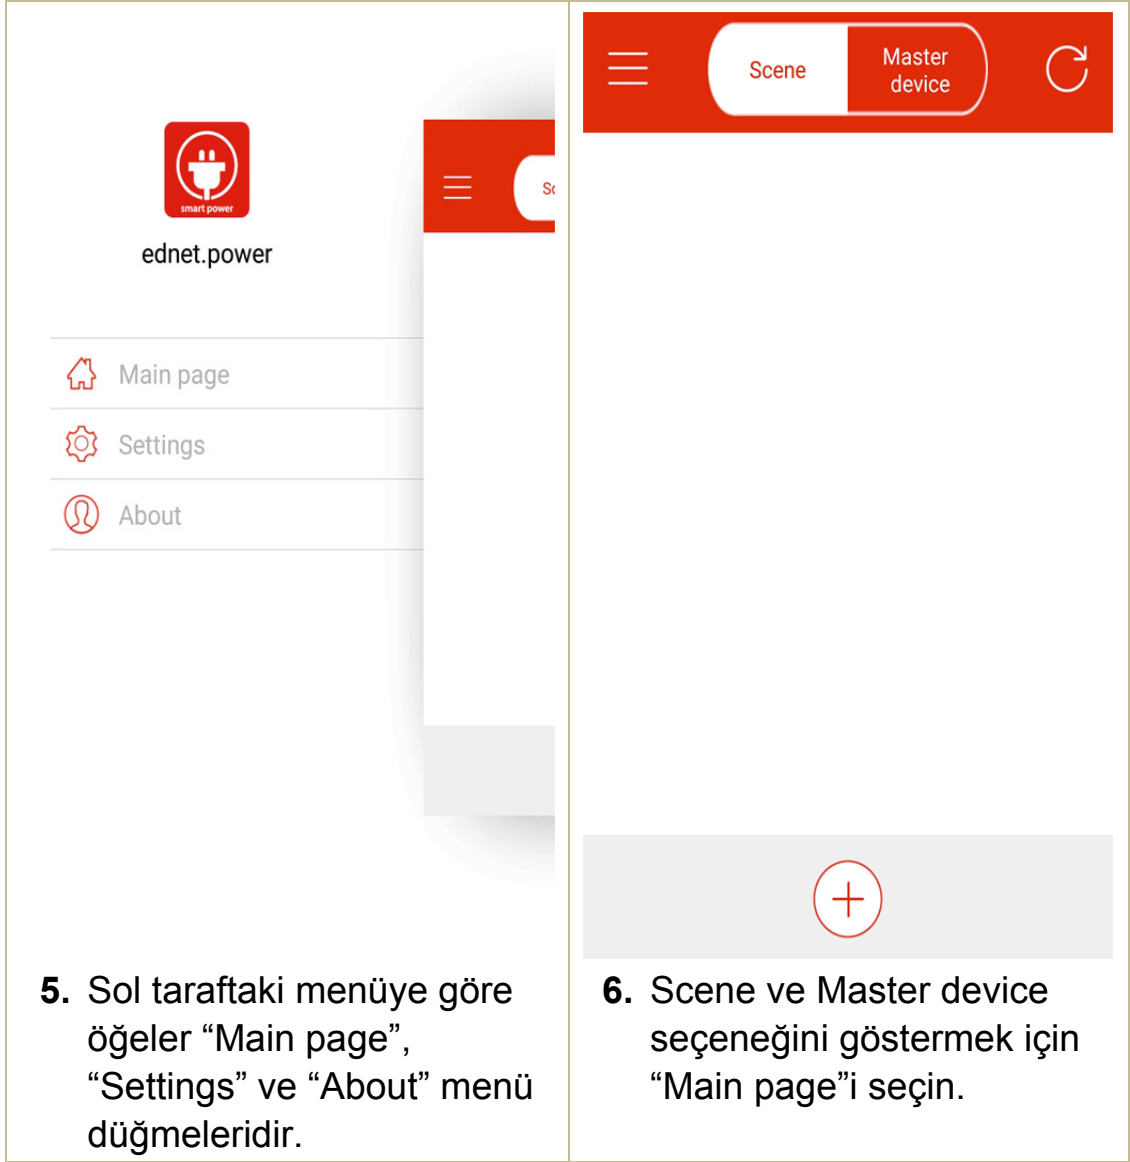 smart power
ednet.power
Main page
Settings
About
5. Sol taraftaki menüye göre
öğeler “Main page”,
“Settings” ve “About” menü
düğmeleridir.
Scene
Master
device
6. Scene ve Master device
seçeneğini göstermek için
“Main page”i seçin.